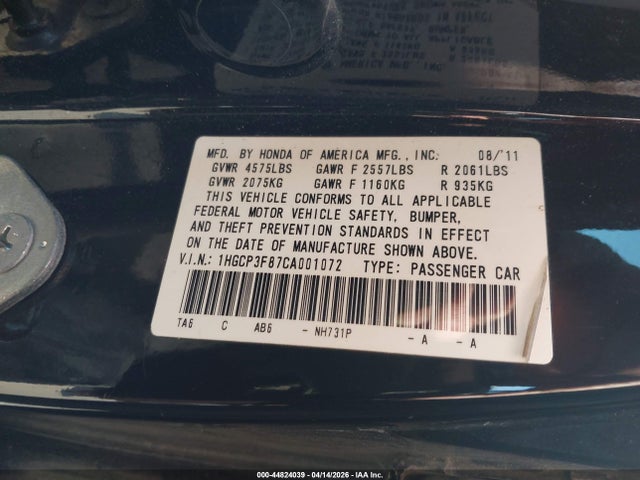 MFD. BY HONDA OF AMERICA MFG., INC. 08/'11
GVWR 4575LBS GAWR F 2557LBS R 2061LBS
GVWR 2075KG GAWR F 1160KG R 935KG
THIS VEHICLE CONFORMS TO ALL APPLICABLE
FEDERAL MOTOR VEHICLE SAFETY, BUMPER,
AND THEFT PREVENTION STANDARDS IN EFFECT
ON THE DATE OF MANUFACTURE SHOWN ABOVE.
V.I.N.: 1HGCP3F87CA001072 TYPE: PASSENGER CAR
TA6 C AB6 - NH731P - A - A
000-44824039 - 04/14/2026 - IAA Inc.